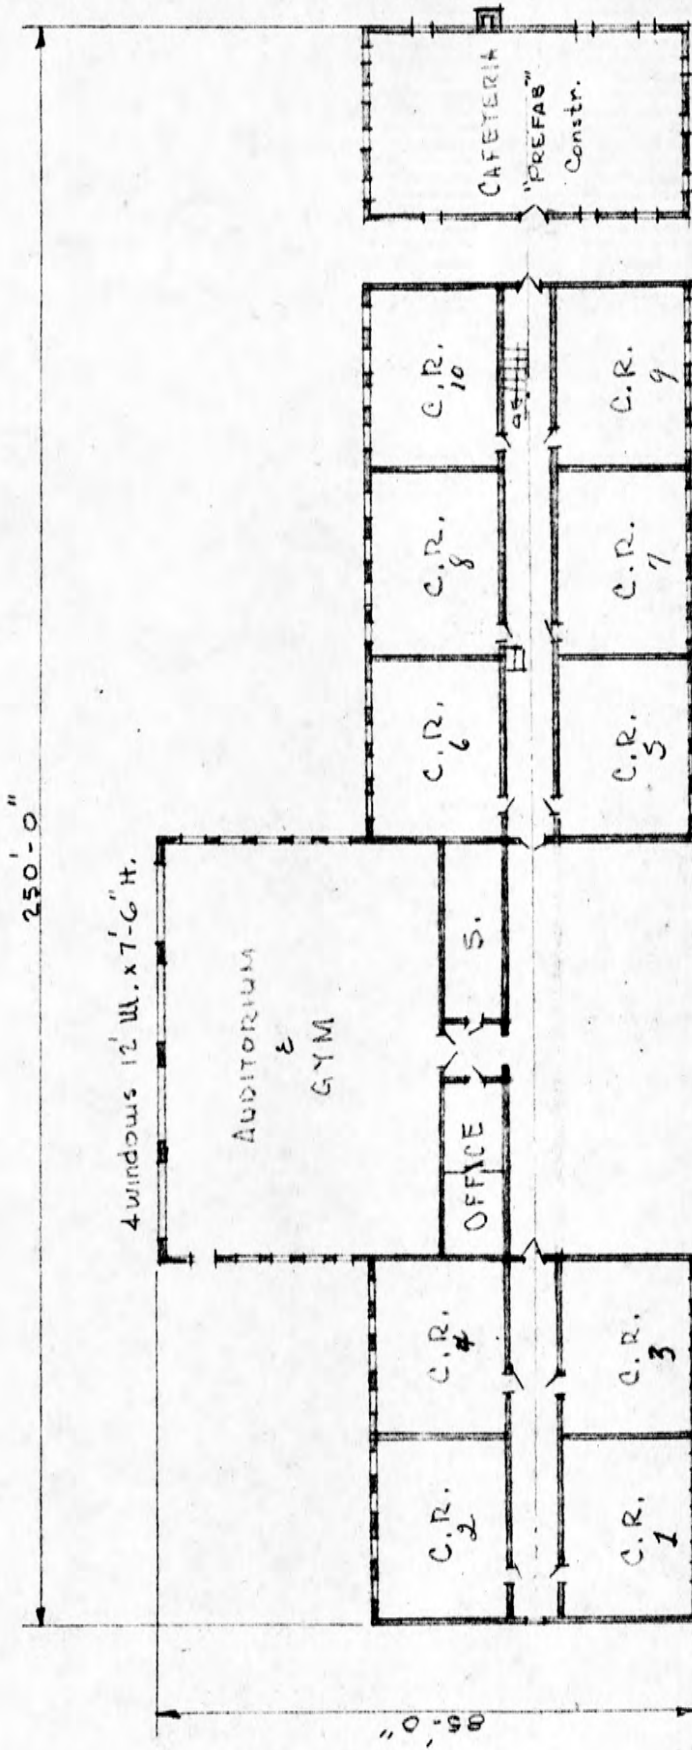 250'-0"
4 windows 12' W. x 7'-6" H.
85'-0"
AUDITORIUM
&
GYM
OFFICE
S.
C.R.
2
C.R.
4
C.R.
6
C.R.
8
C.R.
10
CAFETERIA
"PREFAB"
Constr.
C.R.
1
C.R.
3
C.R.
5
C.R.
7
C.R.
9